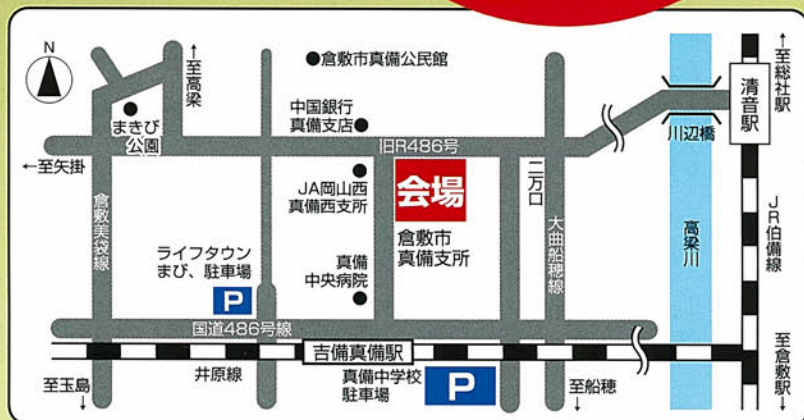 N
↑至高梁
倉敷市真備公民館
中国銀行
真備支店
まきび
公園
旧R486号
←至矢掛
倉敷美袋線
JA岡山西
真備西支所
会場
倉敷市
真備支所
二万口
大曲船穂線
川辺橋
高梁川
清音駅
↑至総社駅
JR伯備線
ライフタウン
まび、駐車場
P
真備
中央病院
国道486号線
吉備真備駅
井原線
真備中学校
駐車場
P
至玉島↓
至船穂
↓
至倉敷駅↓